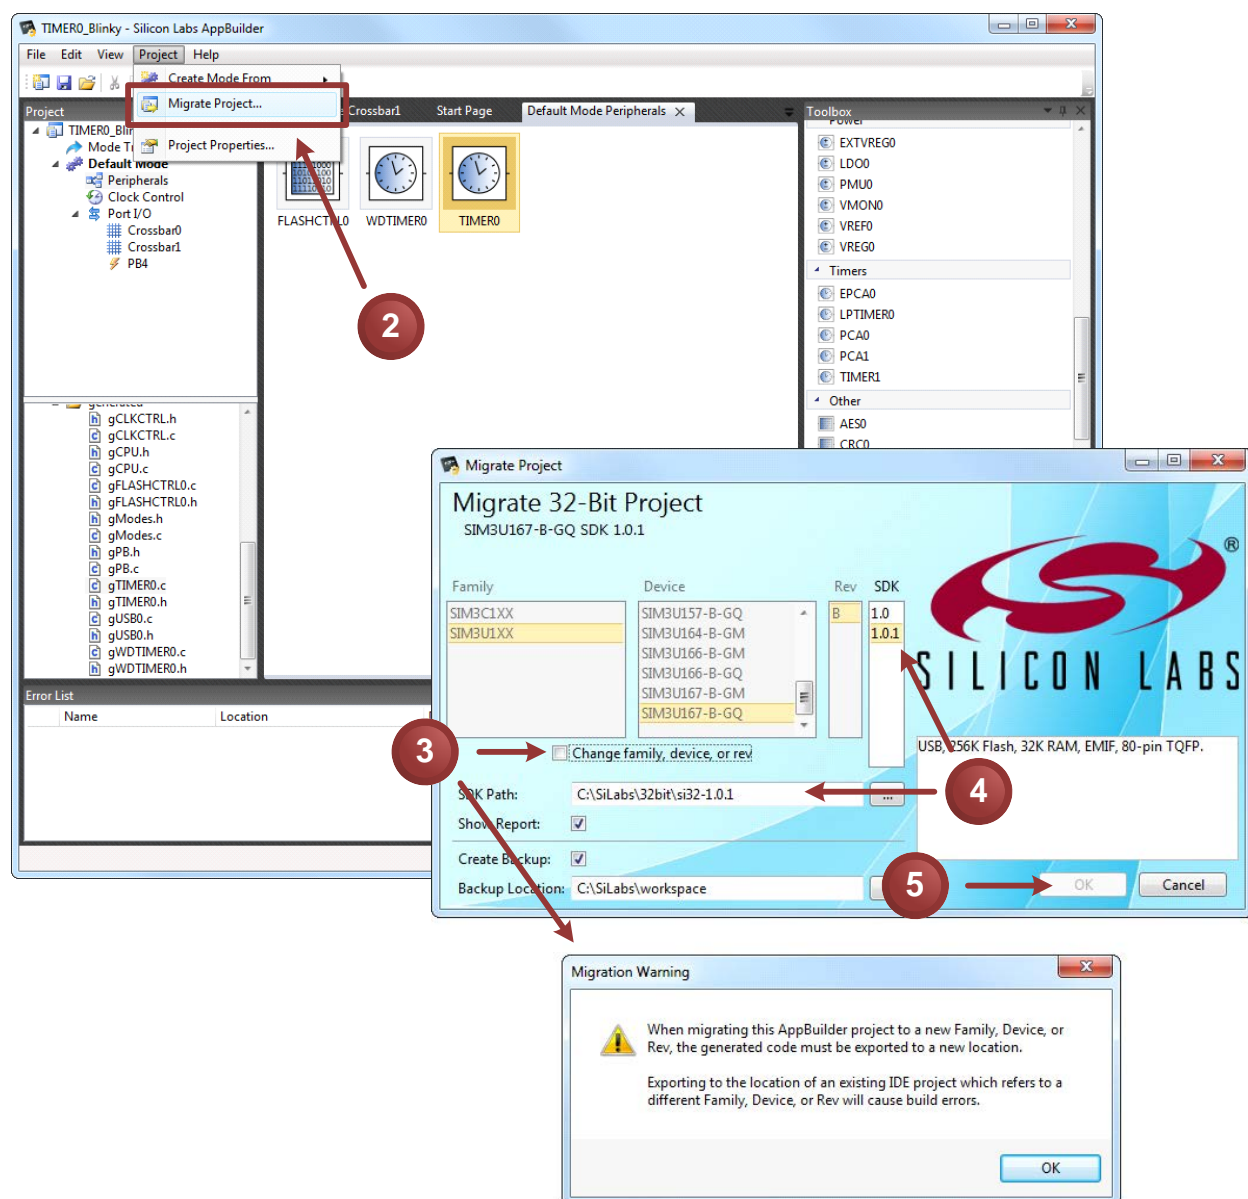 TIMER0_Blinky - Silicon Labs AppBuilder
File Edit View Project Help
Create Mode From
Migrate Project...
Project Properties...
Project
TIMER0_Bli
Mode T
Default Mode
Peripherals
Clock Control
Port I/O
Crossbar0
Crossbar1
PB4
Crossbar1 Start Page Default Mode Peripherals
FLASHCTRL0 WDTIMER0 TIMER0
2
Toolbox
Power
EXTVREG0
LDO0
PMU0
VMON0
VREF0
VREG0
Timers
EPCA0
LPTIMER0
PCA0
PCA1
TIMER1
Other
AES0
CRC0
generated
gCLKCTRL.h
gCLKCTRL.c
gCPU.h
gCPU.c
gFLASHCTRL0.c
gFLASHCTRL0.h
gModes.h
gModes.c
gPB.h
gPB.c
gTIMER0.c
gTIMER0.h
gUSB0.c
gUSB0.h
gWDTIMER0.c
gWDTIMER0.h
Error List
Name Location
Migrate Project
Migrate 32-Bit Project
SIM3U167-B-GQ SDK 1.0.1
Family Device Rev SDK
SIM3C1XX
SIM3U1XX
SIM3U157-B-GQ
SIM3U164-B-GM
SIM3U166-B-GM
SIM3U166-B-GQ
SIM3U167-B-GM
SIM3U167-B-GQ
B
1.0
1.0.1
SILICON LABS
®
3
Change family, device, or rev
USB, 256K Flash, 32K RAM, EMIF, 80-pin TQFP.
SDK Path: C:\SiLabs\32bit\si32-1.0.1 ...
4
Show Report:
Create Backup:
Backup Location: C:\SiLabs\workspace
5
OK Cancel
Migration Warning
When migrating this AppBuilder project to a new Family, Device, or
Rev, the generated code must be exported to a new location.
Exporting to the location of an existing IDE project which refers to a
different Family, Device, or Rev will cause build errors.
OK